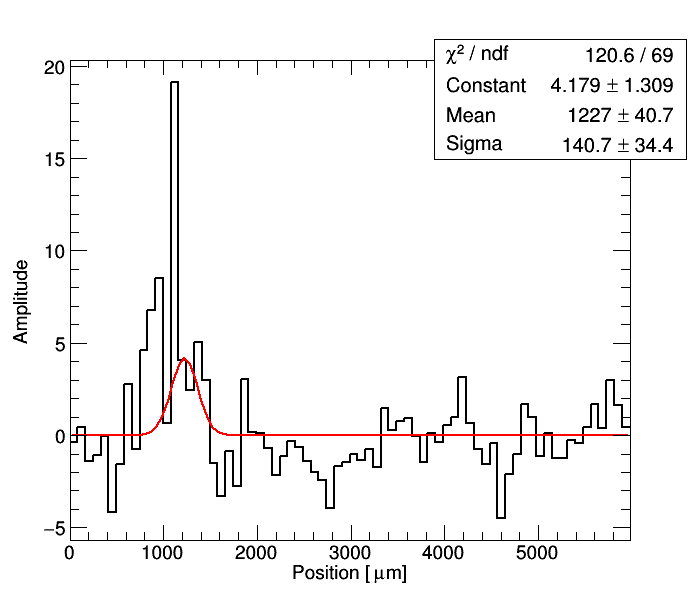 χ² / ndf 120.6 / 69
Constant 4.179 ± 1.309
Mean 1227 ± 40.7
Sigma 140.7 ± 34.4
20
15
10
5
0
−5
Amplitude
0 1000 2000 3000 4000 5000
Position [ μm]